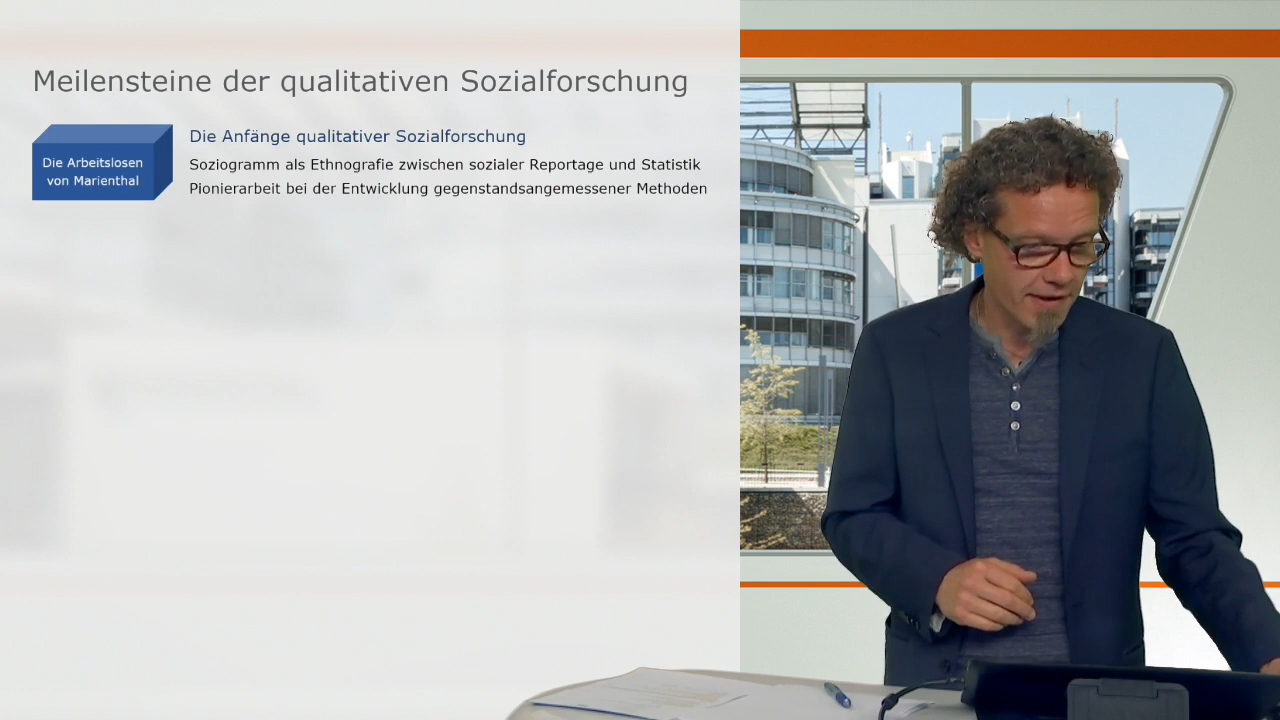 Meilensteine der qualitativen Sozialforschung
Die Arbeitslosen
von Marienthal
Die Anfänge qualitativer Sozialforschung
Soziogramm als Ethnografie zwischen sozialer Reportage und Statistik
Pionierarbeit bei der Entwicklung gegenstandsangemessener Methoden